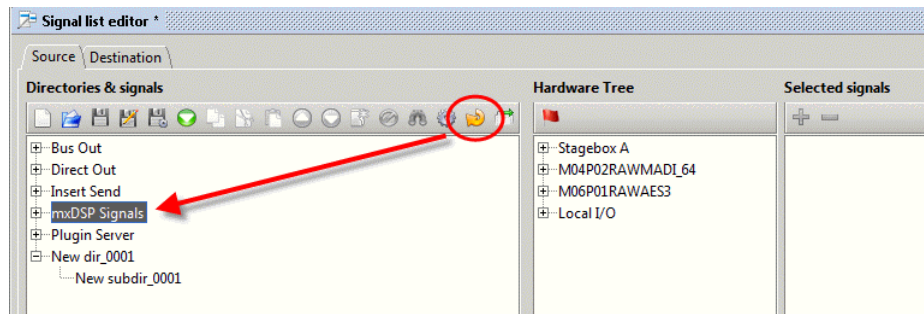 Signal list editor *
Source Destination
Directories & signals Hardware Tree Selected signals
Bus Out
Direct Out
Insert Send
mxDSP Signals
Plugin Server
New dir_0001
New subdir_0001
Stagebox A
M04P02RAWMADI_64
M06P01RAWAES3
Local I/O